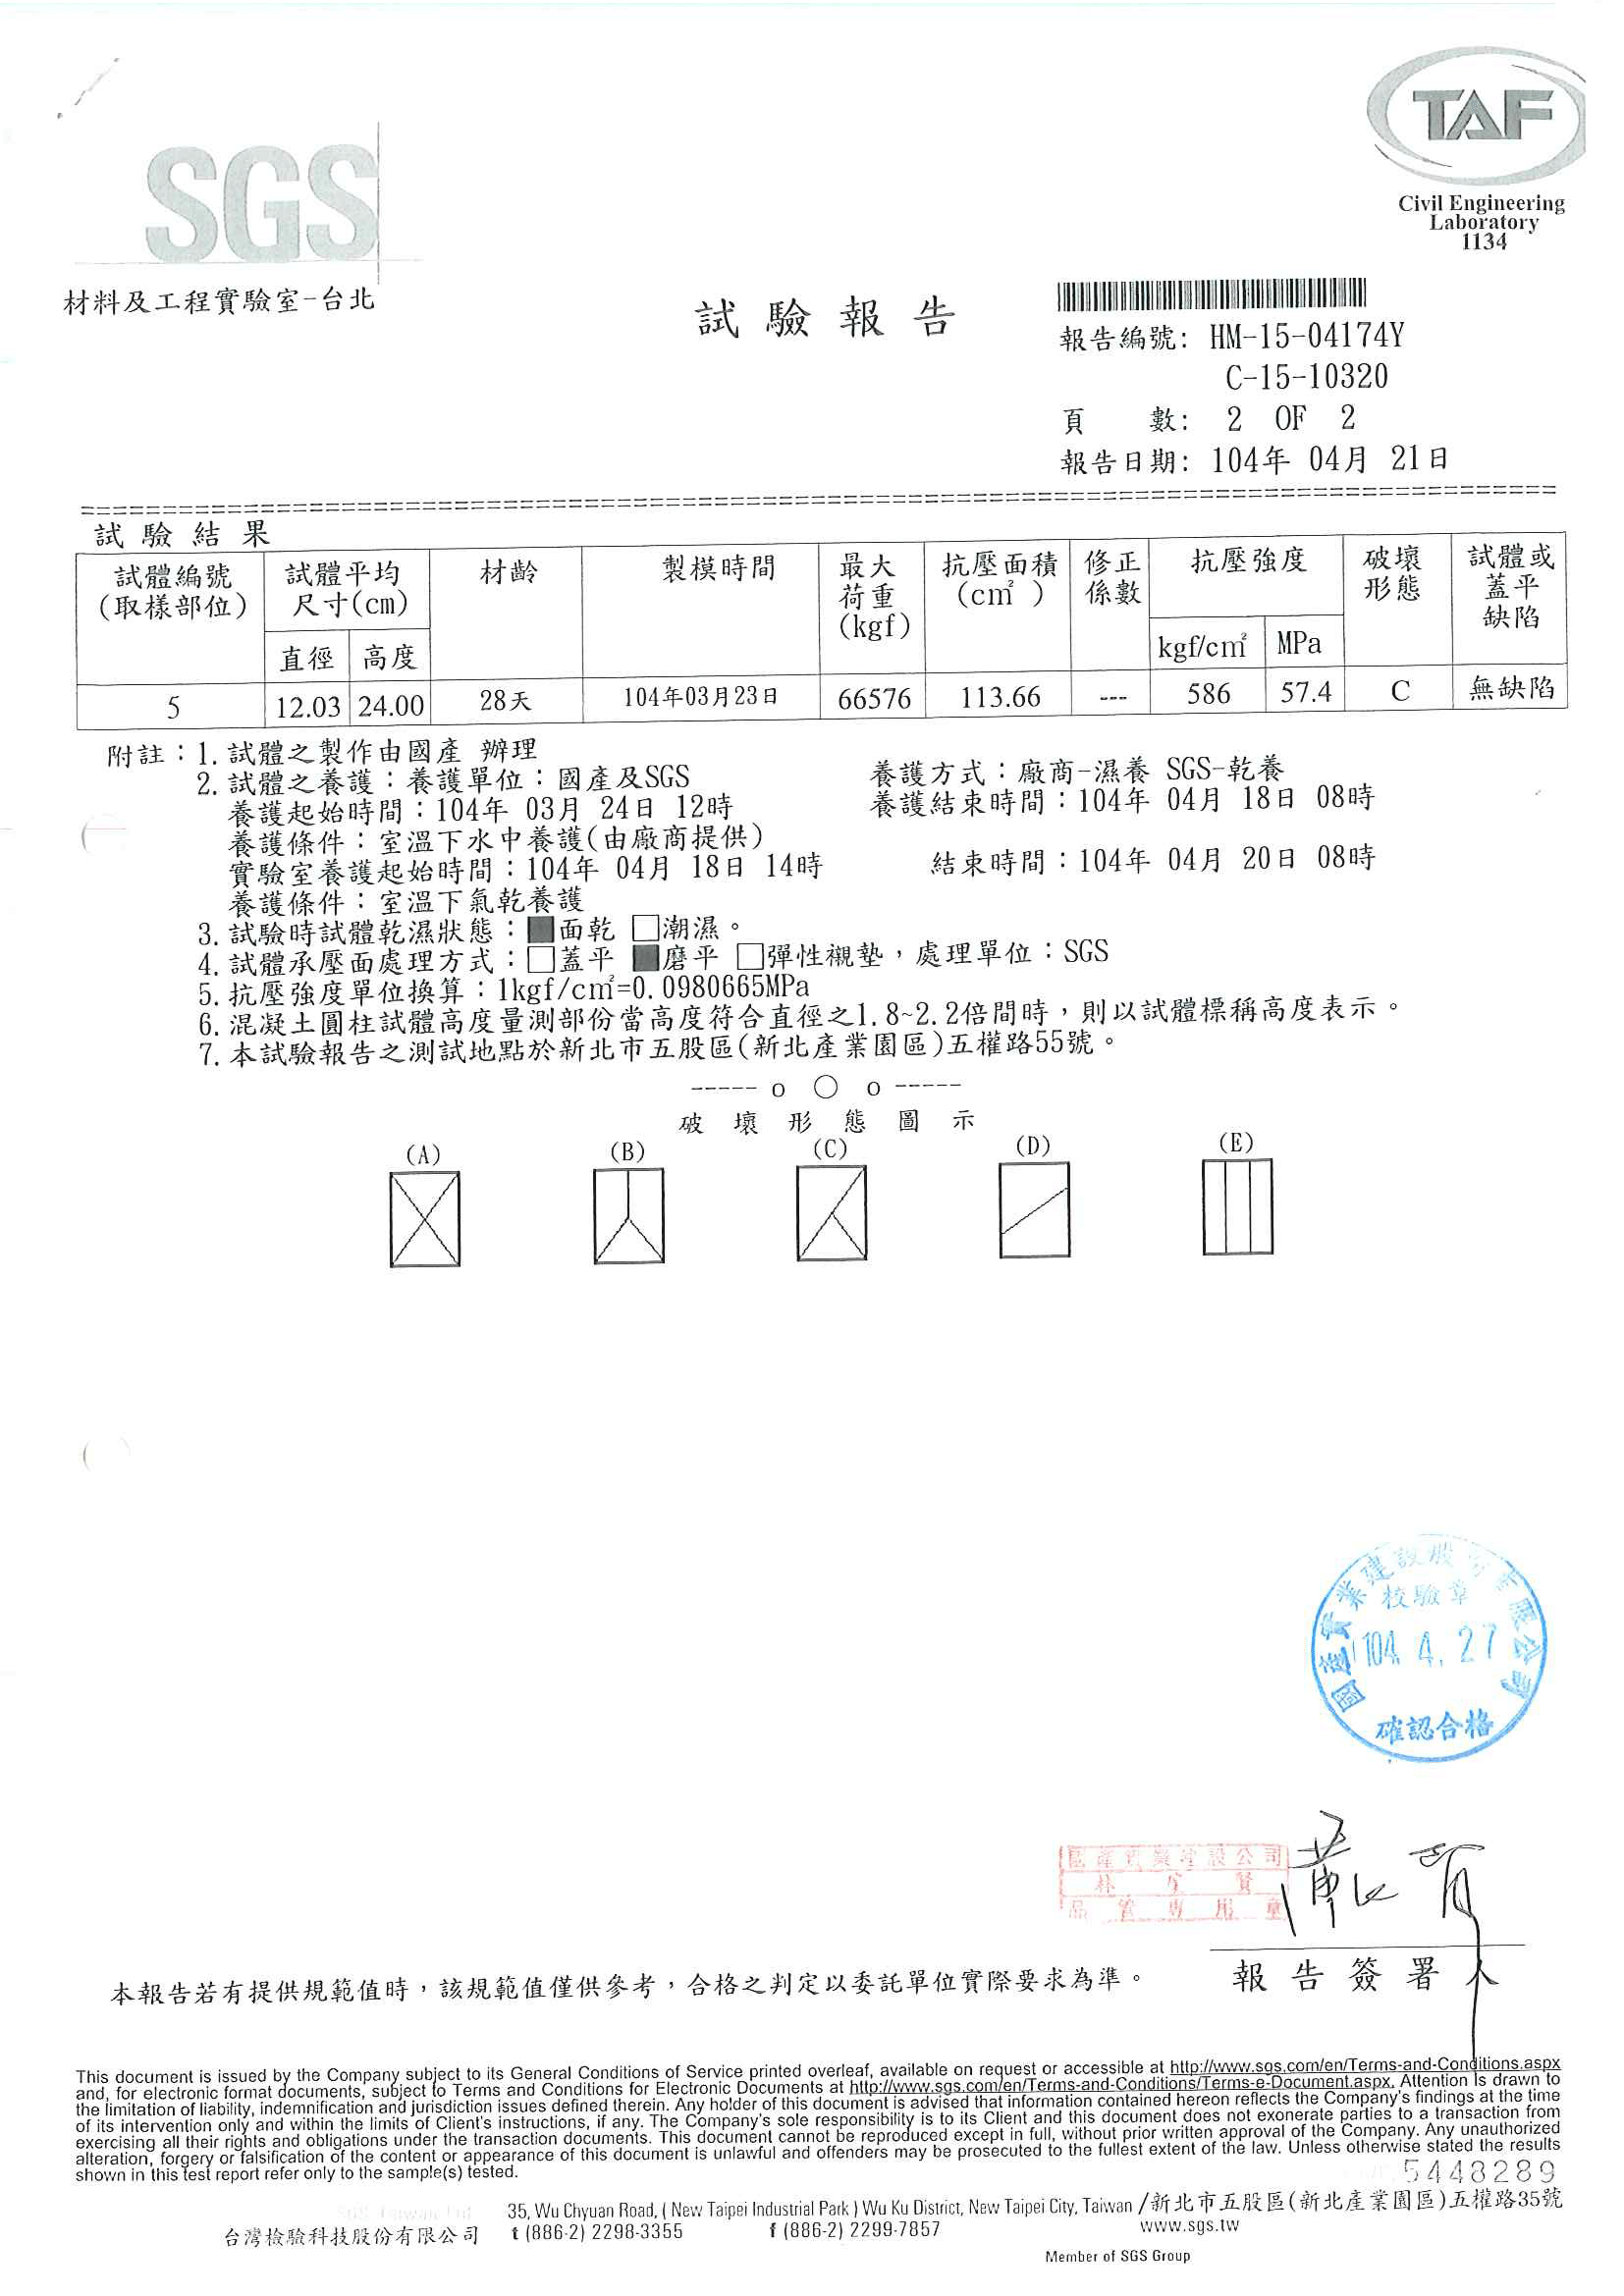 SGS
TAF
Civil Engineering
Laboratory
1134
材料及工程實驗室-台北
試驗報告
報告編號: HM-15-04174Y
C-15-10320
頁 數: 2 OF 2
報告日期: 104年 04月 21日
試驗結果
試體編號(取樣部位) 試體平均尺寸(cm) 材齡 製模時間 最大荷重(kgf) 抗壓面積(cm²) 修正係數 抗壓強度 破壞形態 試體或蓋平缺陷
直徑 高度 kgf/cm² MPa
5 12.03 24.00 28天 104年03月23日 66576 113.66 --- 586 57.4 C 無缺陷
附註:1.試體之製作由國產 辦理
2.試體之養護:養護單位:國產及SGS 養護方式:廠商-濕養 SGS-乾養
養護起始時間:104年 03月 24日 12時 養護結束時間:104年 04月 18日 08時
養護條件:室溫下水中養護(由廠商提供)
實驗室養護起始時間:104年 04月 18日 14時 結束時間:104年 04月 20日 08時
養護條件:室溫下氣乾養護
3.試驗時試體乾濕狀態:■面乾 □潮濕。
4.試體承壓面處理方式:□蓋平 ■磨平 □彈性襯墊,處理單位:SGS
5.抗壓強度單位換算:1kgf/cm²=0.0980665MPa
6.混凝土圓柱試體高度量測部份當高度符合直徑之1.8~2.2倍間時,則以試體標稱高度表示。
7.本試驗報告之測試地點於新北市五股區(新北產業園區)五權路55號。
----- o ○ o -----
破壞形態圖示
(A) (B) (C) (D) (E)
國產實業建設股份有限公司
校驗章
104. 4. 27
確認合格
國產實業建設公司
品管專用章
報告簽署人
本報告若有提供規範值時,該規範值僅供參考,合格之判定以委託單位實際要求為準。
This document is issued by the Company subject to its General Conditions of Service printed overleaf, available on request or accessible at http://www.sgs.com/en/Terms-and-Conditions.aspx
and, for electronic format documents, subject to Terms and Conditions for Electronic Documents at http://www.sgs.com/en/Terms-and-Conditions/Terms-e-Document.aspx. Attention is drawn to
the limitation of liability, indemnification and jurisdiction issues defined therein. Any holder of this document is advised that information contained hereon reflects the Company's findings at the time
of its intervention only and within the limits of Client's instructions, if any. The Company's sole responsibility is to its Client and this document does not exonerate parties to a transaction from
exercising all their rights and obligations under the transaction documents. This document cannot be reproduced except in full, without prior written approval of the Company. Any unauthorized
alteration, forgery or falsification of the content or appearance of this document is unlawful and offenders may be prosecuted to the fullest extent of the law. Unless otherwise stated the results
shown in this test report refer only to the sample(s) tested.
5448289
SGS Taiwan Ltd. 35, Wu Chyuan Road, ( New Taipei Industrial Park ) Wu Ku District, New Taipei City, Taiwan /新北市五股區(新北產業園區)五權路35號
台灣檢驗科技股份有限公司 t (886-2) 2298-3355 f (886-2) 2299-7857 www.sgs.tw
Member of SGS Group